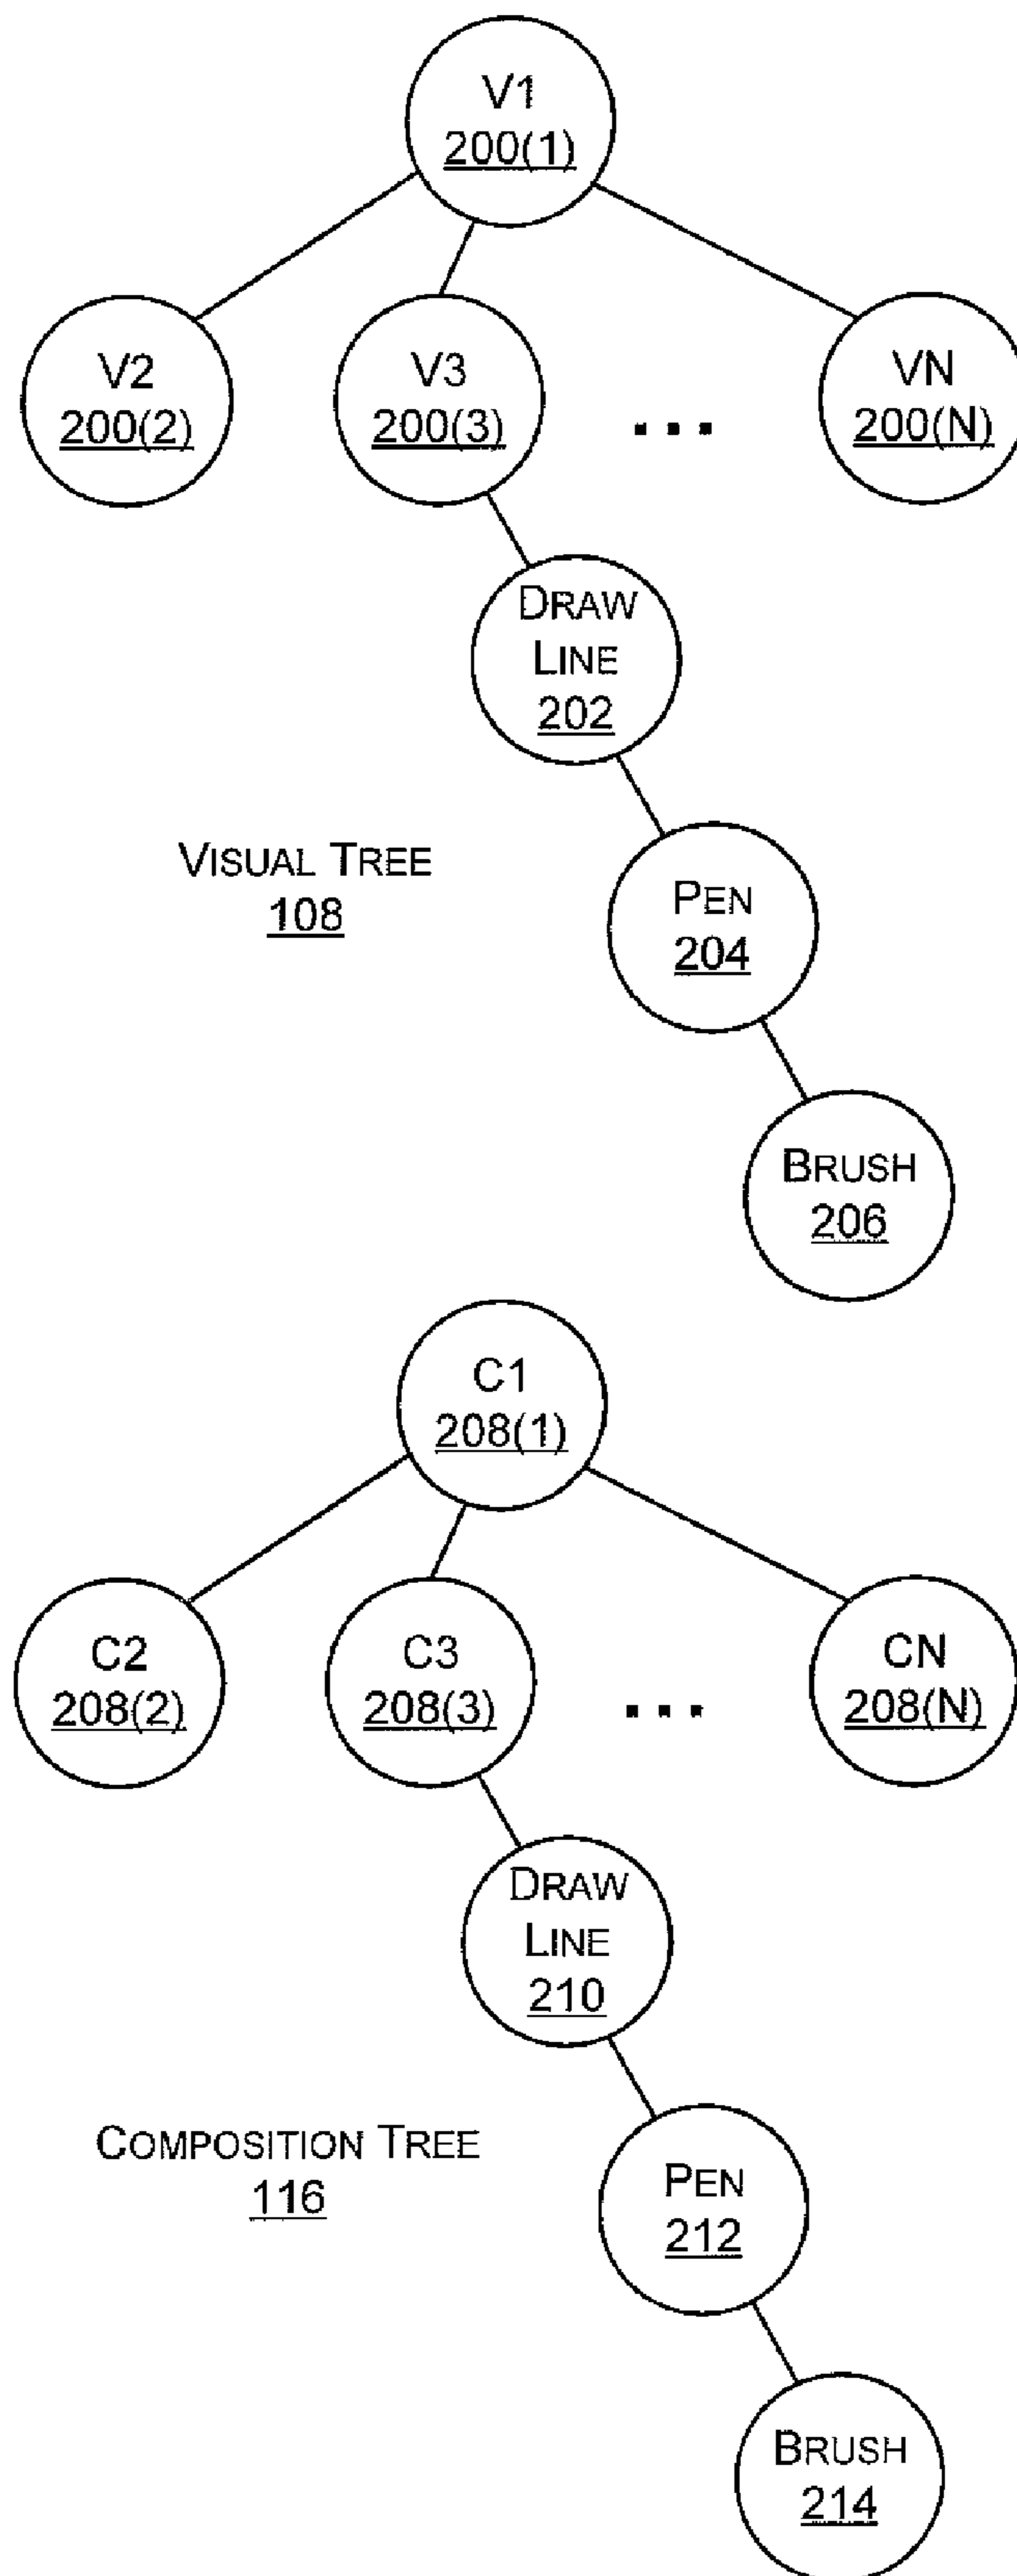 V1
200(1)
V2
200(2)
V3
200(3)
...
VN
200(N)
DRAW
LINE
202
VISUAL TREE
108
PEN
204
BRUSH
206
C1
208(1)
C2
208(2)
C3
208(3)
...
CN
208(N)
DRAW
LINE
210
COMPOSITION TREE
116
PEN
212
BRUSH
214